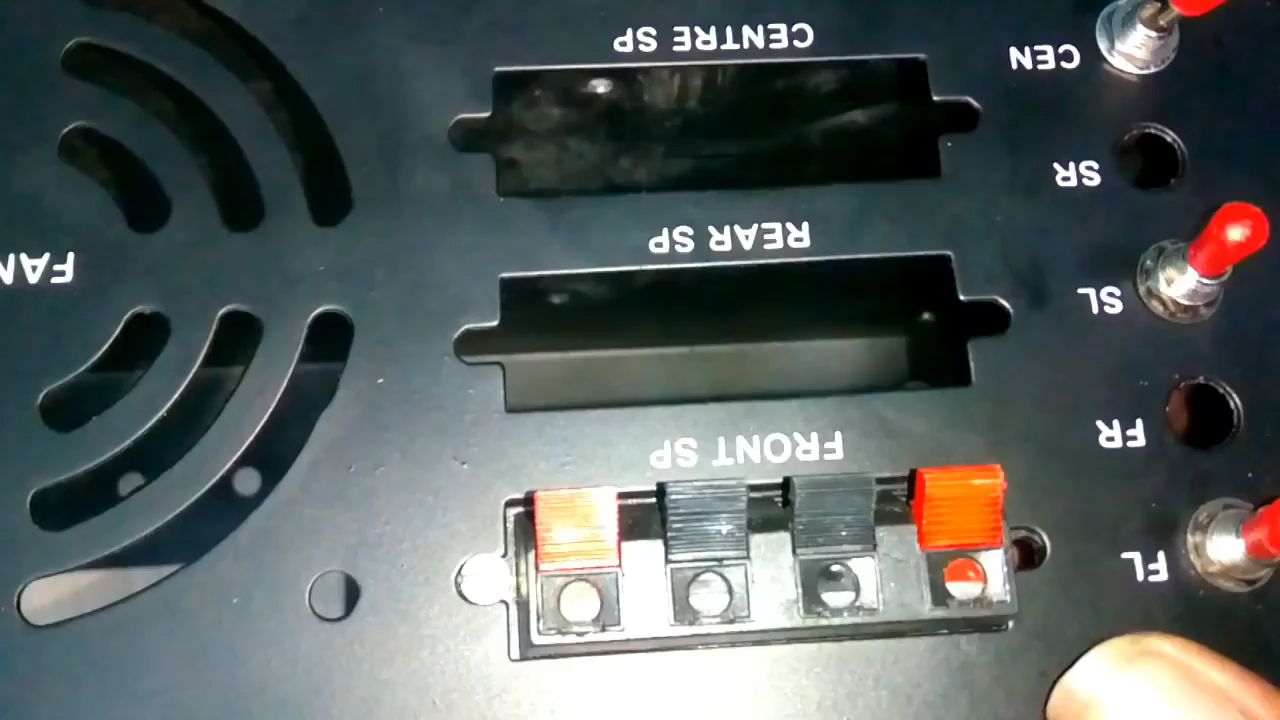 FL
FRONT SP
FR
SL
REAR SP
FAN
SR
CEN
CENTRE SP